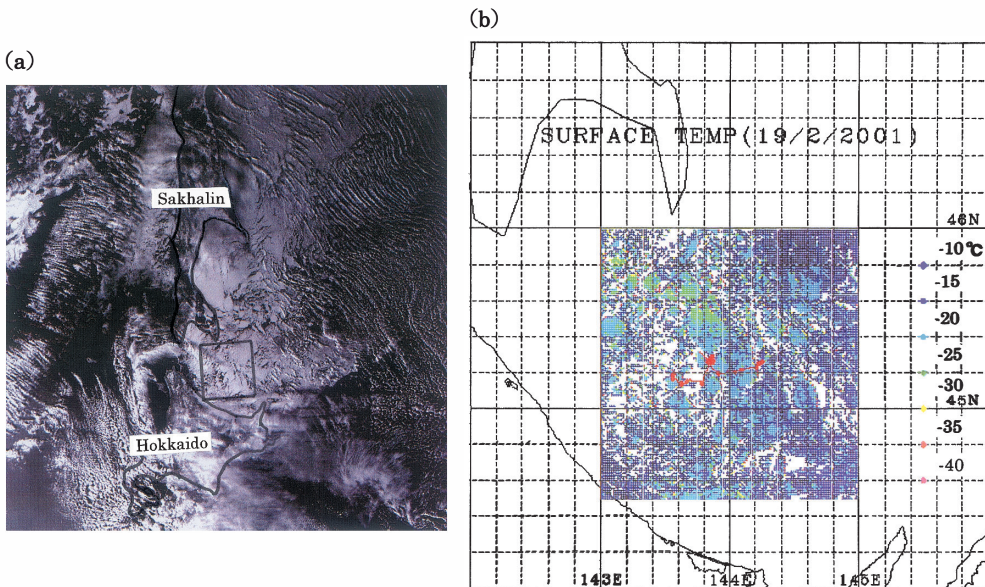 (a)
Sakhalin
Hokkaido
(b)
SURFACE TEMP(19/2/2001)
46N
-10°C
-15
-20
-25
-30
45N
-35
-40
143E
144E
145E